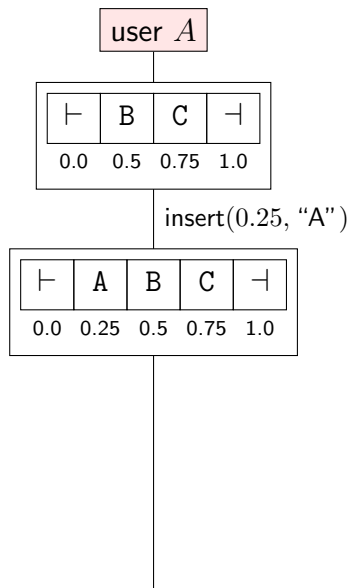 user A
⊢ B C ⊣
0.0 0.5 0.75 1.0
insert(0.25, “A”)
⊢ A B C ⊣
0.0 0.25 0.5 0.75 1.0